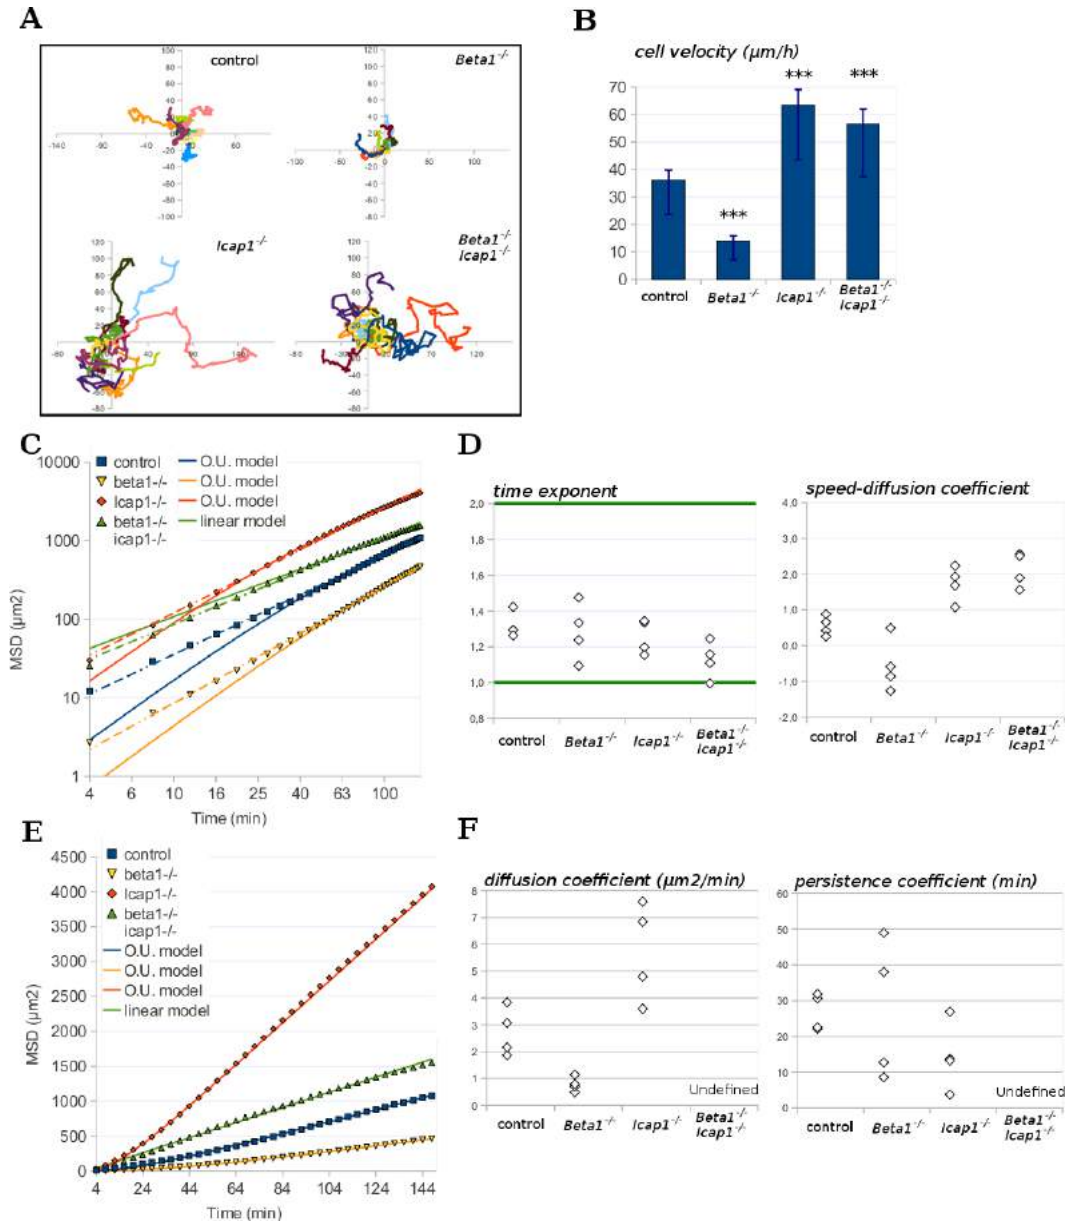 A
control
Beta1-/-
Icap1-/-
Beta1-/-
Icap1-/-
B
cell velocity (µm/h)
70
60
50
40
30
20
10
0
***
***
***
control
Beta1-/-
Icap1-/-
Beta1-/-
Icap1-/-
C
10000
1000
100
10
1
MSD (µm2)
control
beta1-/-
Icap1-/-
beta1-/-
icap1-/-
O.U. model
O.U. model
O.U. model
linear model
4 6 10 16 25 40 63 100
Time (min)
D
time exponent
2,0
1,8
1,6
1,4
1,2
1,0
0,8
control
Beta1-/-
Icap1-/-
Beta1-/-
Icap1-/-
speed-diffusion coefficient
4.0
3.0
2.0
1.0
0.0
-1.0
-2.0
control
Beta1-/-
Icap1-/-
Beta1-/-
Icap1-/-
E
4500
4000
3500
3000
2500
2000
1500
1000
500
0
MSD (µm2)
control
beta1-/-
Icap1-/-
beta1-/-
icap1-/-
O.U. model
O.U. model
O.U. model
linear model
4 24 44 64 84 104 124 144
Time (min)
F
diffusion coefficient (µm2/min)
8
7
6
5
4
3
2
1
0
Undefined
control
Beta1-/-
Icap1-/-
Beta1-/-
Icap1-/-
persistence coefficient (min)
60
50
40
30
20
10
0
Undefined
control
Beta1-/-
Icap1-/-
Beta1-/-
Icap1-/-